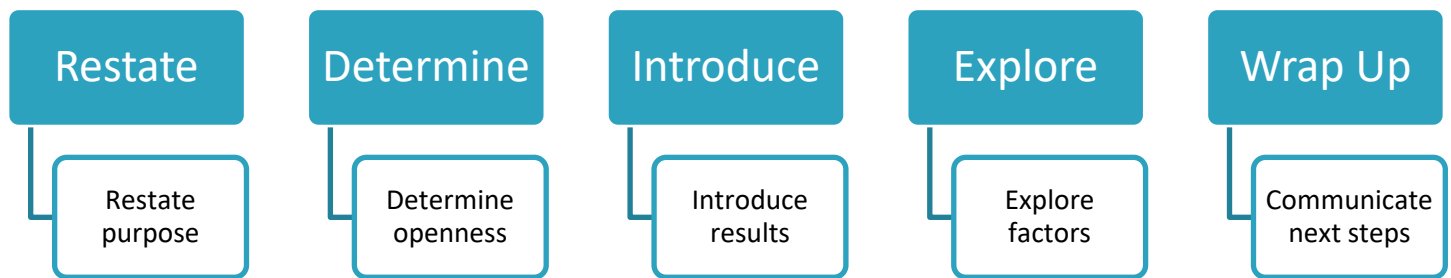 Restate
Determine
Introduce
Explore
Wrap Up
Restate
purpose
Determine
openness
Introduce
results
Explore
factors
Communicate
next steps